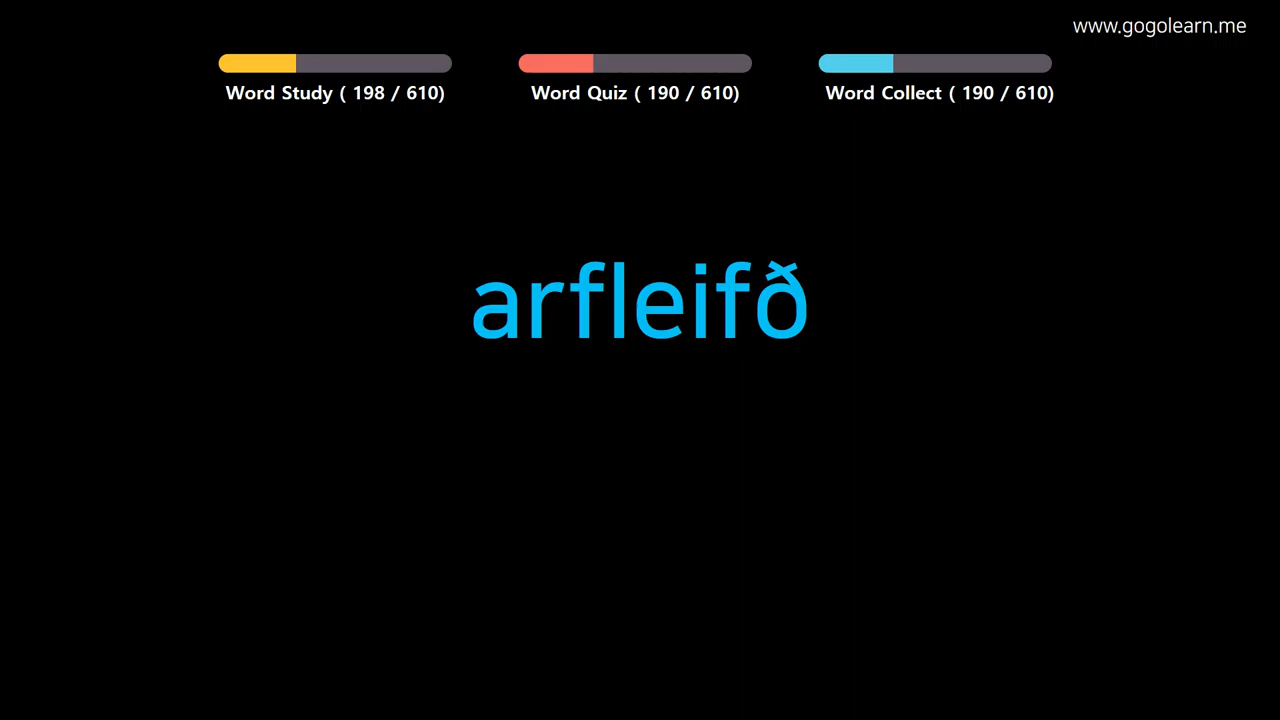 www.gogolearn.me
Word Study ( 198 / 610)
Word Quiz ( 190 / 610)
Word Collect ( 190 / 610)
arfleifð